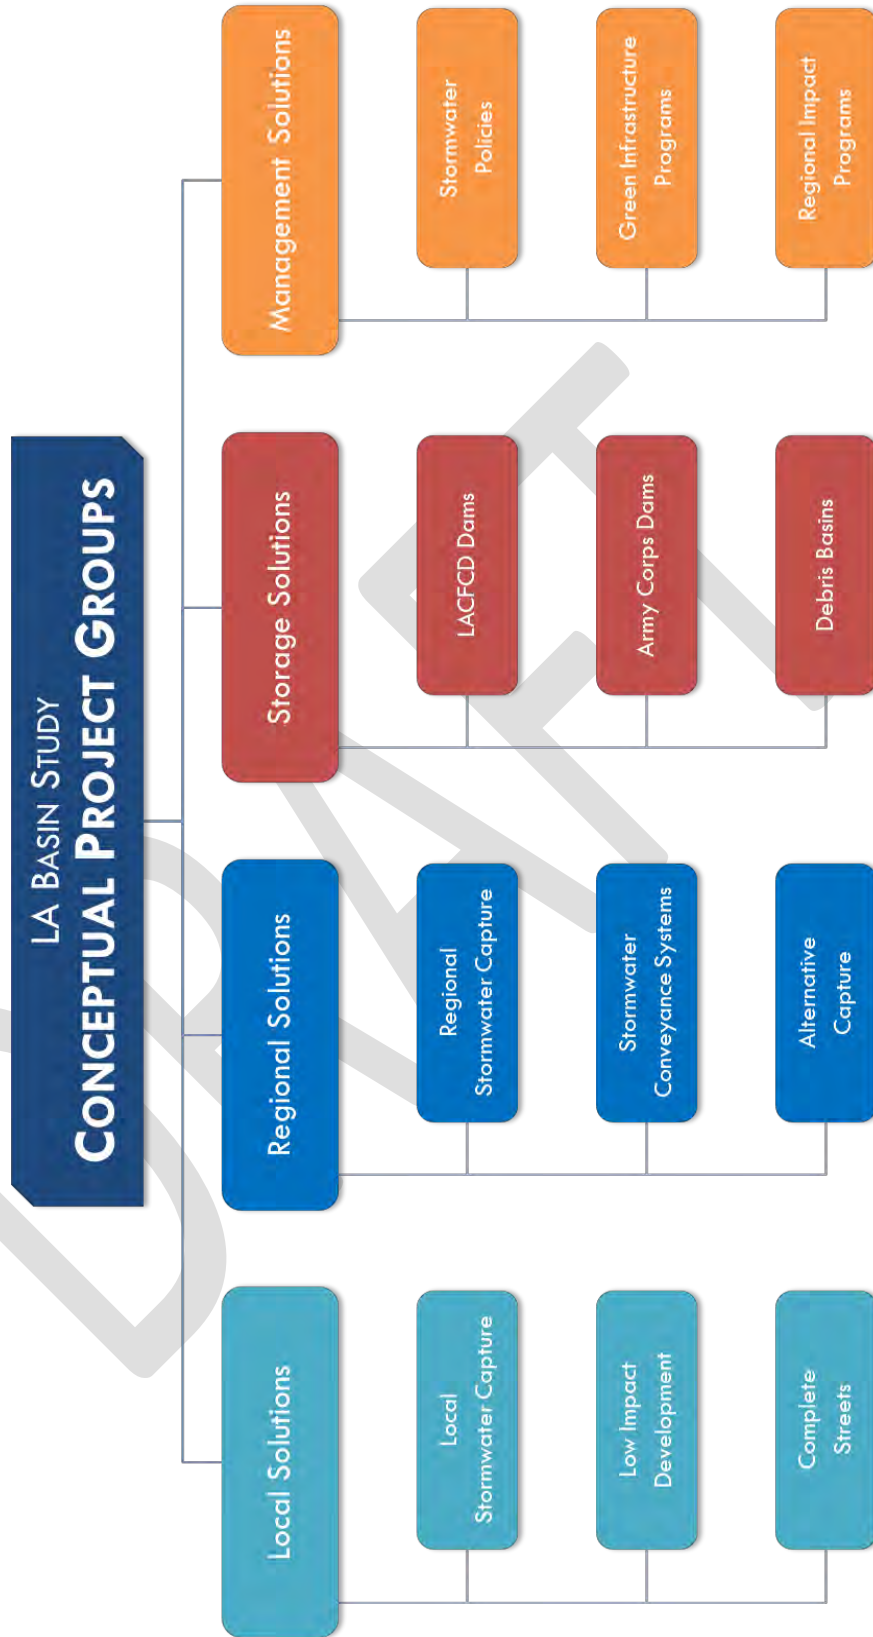 LA BASIN STUDY
CONCEPTUAL PROJECT GROUPS
Local Solutions
Local
Stormwater Capture
Low Impact
Development
Complete
Streets
Regional Solutions
Regional
Stormwater Capture
Stormwater
Conveyance Systems
Alternative
Capture
Storage Solutions
LACFCD Dams
Army Corps Dams
Debris Basins
Management Solutions
Stormwater
Policies
Green Infrastructure
Programs
Regional Impact
Programs
DRAFT